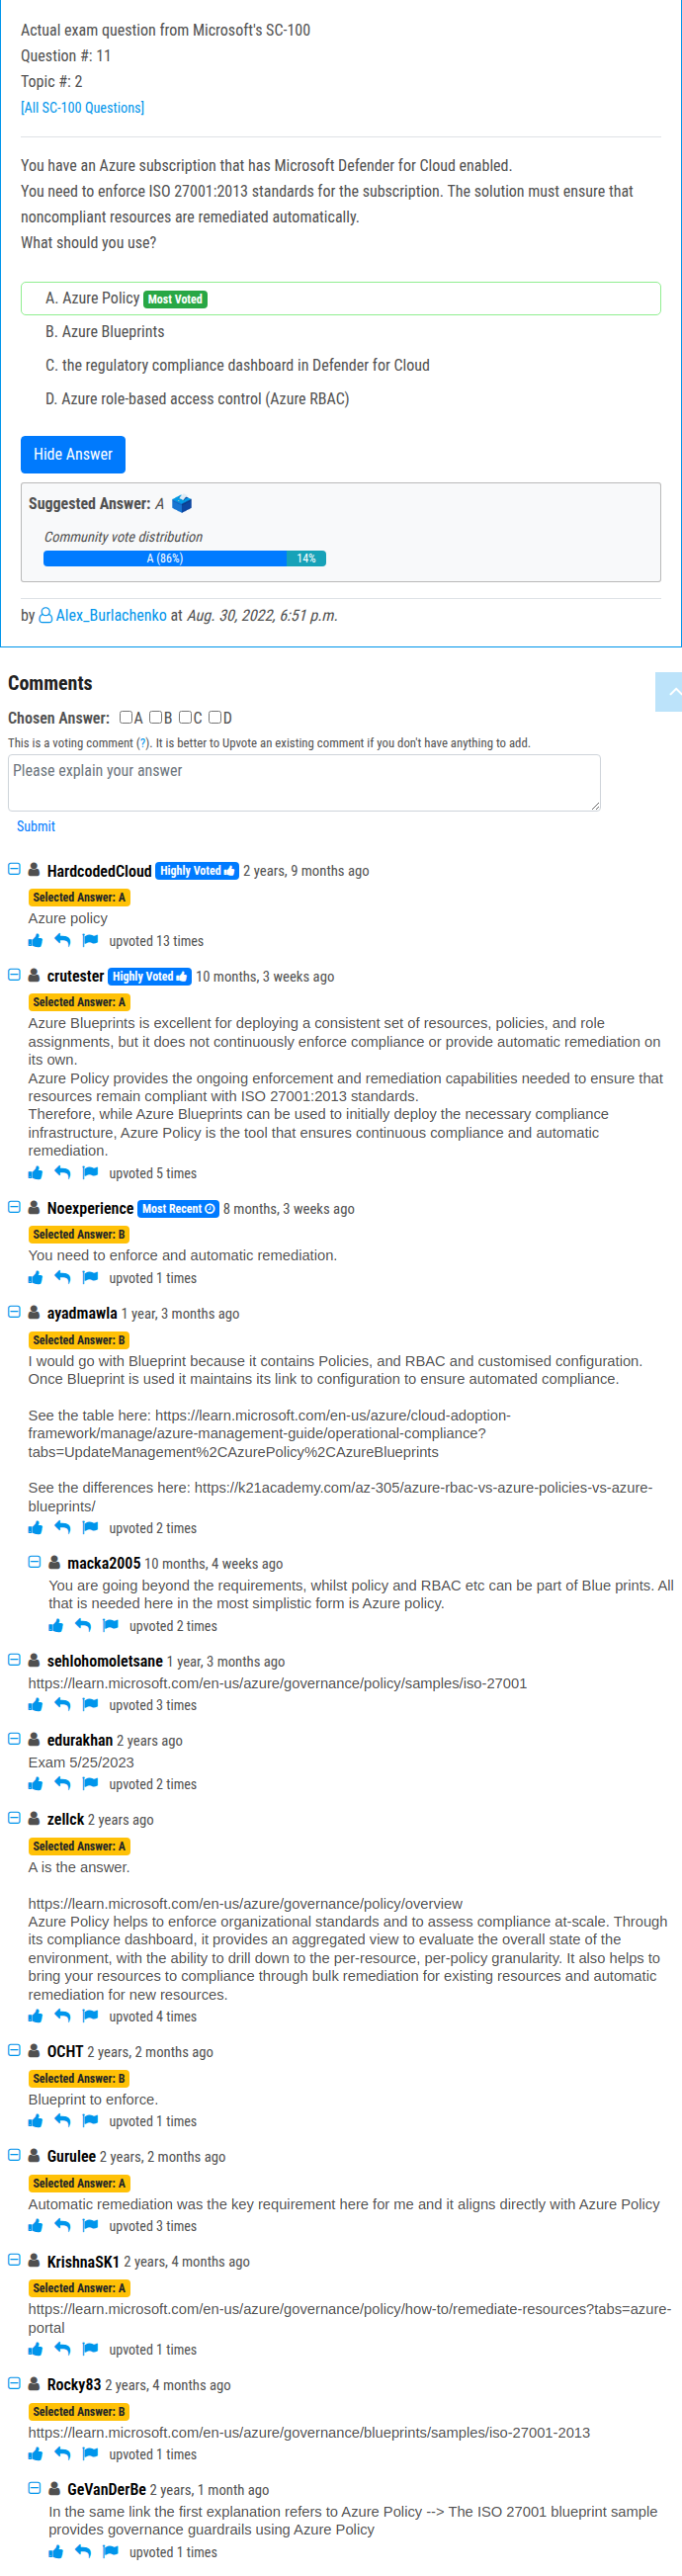 Actual exam question from Microsoft's SC-100
Question #: 11
Topic #: 2
[All SC-100 Questions]
You have an Azure subscription that has Microsoft Defender for Cloud enabled.
You need to enforce ISO 27001:2013 standards for the subscription. The solution must ensure that
noncompliant resources are remediated automatically.
What should you use?
A. Azure Policy Most Voted
B. Azure Blueprints
C. the regulatory compliance dashboard in Defender for Cloud
D. Azure role-based access control (Azure RBAC)
Hide Answer
Suggested Answer: A
Community vote distribution
A (86%) 14%
by Alex_Burlachenko at Aug. 30, 2022, 6:51 p.m.
Comments
Chosen Answer: A B C D
This is a voting comment (?). It is better to Upvote an existing comment if you don't have anything to add.
Please explain your answer
Submit
HardcodedCloud Highly Voted 2 years, 9 months ago
Selected Answer: A
Azure policy
upvoted 13 times
crutester Highly Voted 10 months, 3 weeks ago
Selected Answer: A
Azure Blueprints is excellent for deploying a consistent set of resources, policies, and role
assignments, but it does not continuously enforce compliance or provide automatic remediation on
its own.
Azure Policy provides the ongoing enforcement and remediation capabilities needed to ensure that
resources remain compliant with ISO 27001:2013 standards.
Therefore, while Azure Blueprints can be used to initially deploy the necessary compliance
infrastructure, Azure Policy is the tool that ensures continuous compliance and automatic
remediation.
upvoted 5 times
Noexperience Most Recent 8 months, 3 weeks ago
Selected Answer: B
You need to enforce and automatic remediation.
upvoted 1 times
ayadmawla 1 year, 3 months ago
Selected Answer: B
I would go with Blueprint because it contains Policies, and RBAC and customised configuration.
Once Blueprint is used it maintains its link to configuration to ensure automated compliance.
See the table here: https://learn.microsoft.com/en-us/azure/cloud-adoption-
framework/manage/azure-management-guide/operational-compliance?
tabs=UpdateManagement%2CAzurePolicy%2CAzureBlueprints
See the differences here: https://k21academy.com/az-305/azure-rbac-vs-azure-policies-vs-azure-
blueprints/
upvoted 2 times
macka2005 10 months, 4 weeks ago
You are going beyond the requirements, whilst policy and RBAC etc can be part of Blue prints. All
that is needed here in the most simplistic form is Azure policy.
upvoted 2 times
sehlohomoletsane 1 year, 3 months ago
https://learn.microsoft.com/en-us/azure/governance/policy/samples/iso-27001
upvoted 3 times
edurakhan 2 years ago
Exam 5/25/2023
upvoted 2 times
zellck 2 years ago
Selected Answer: A
A is the answer.
https://learn.microsoft.com/en-us/azure/governance/policy/overview
Azure Policy helps to enforce organizational standards and to assess compliance at-scale. Through
its compliance dashboard, it provides an aggregated view to evaluate the overall state of the
environment, with the ability to drill down to the per-resource, per-policy granularity. It also helps to
bring your resources to compliance through bulk remediation for existing resources and automatic
remediation for new resources.
upvoted 4 times
OCHT 2 years, 2 months ago
Selected Answer: B
Blueprint to enforce.
upvoted 1 times
Gurulee 2 years, 2 months ago
Selected Answer: A
Automatic remediation was the key requirement here for me and it aligns directly with Azure Policy
upvoted 3 times
KrishnaSK1 2 years, 4 months ago
Selected Answer: A
https://learn.microsoft.com/en-us/azure/governance/policy/how-to/remediate-resources?tabs=azure-
portal
upvoted 1 times
Rocky83 2 years, 4 months ago
Selected Answer: B
https://learn.microsoft.com/en-us/azure/governance/blueprints/samples/iso-27001-2013
upvoted 1 times
GeVanDerBe 2 years, 1 month ago
In the same link the first explanation refers to Azure Policy --> The ISO 27001 blueprint sample
provides governance guardrails using Azure Policy
upvoted 1 times